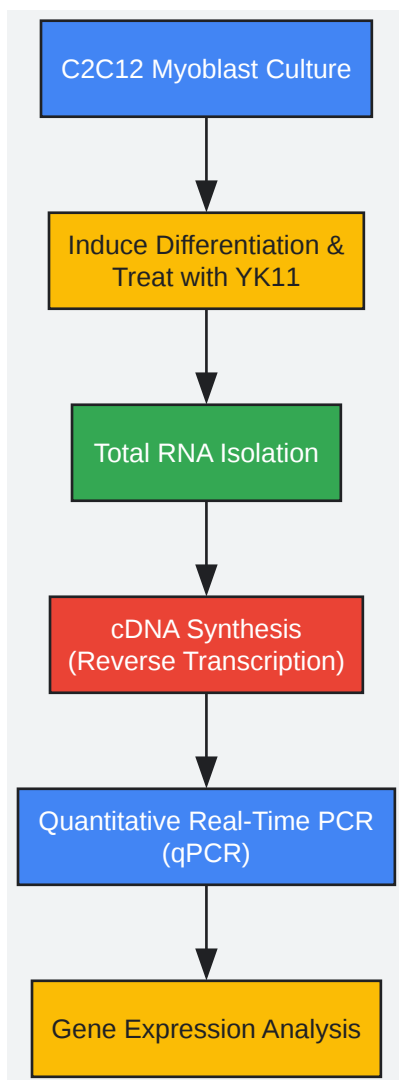 C2C12 Myoblast Culture
Induce Differentiation &
Treat with YK11
Total RNA Isolation
cDNA Synthesis
(Reverse Transcription)
Quantitative Real-Time PCR
(qPCR)
Gene Expression Analysis